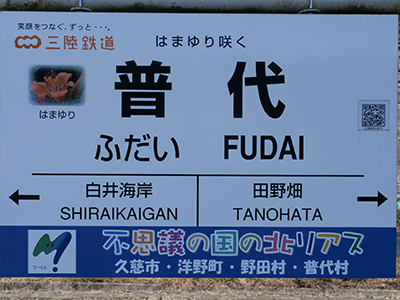 笑顔をつなぐ、ずっと・・・。
三陸鉄道
はまゆり咲く
普代
はまゆり
ふだい FUDAI
白井海岸 田野畑
SHIRAIKAIGAN TANOHATA
不思議の国の北リアス
久慈市・洋野町・野田村・普代村